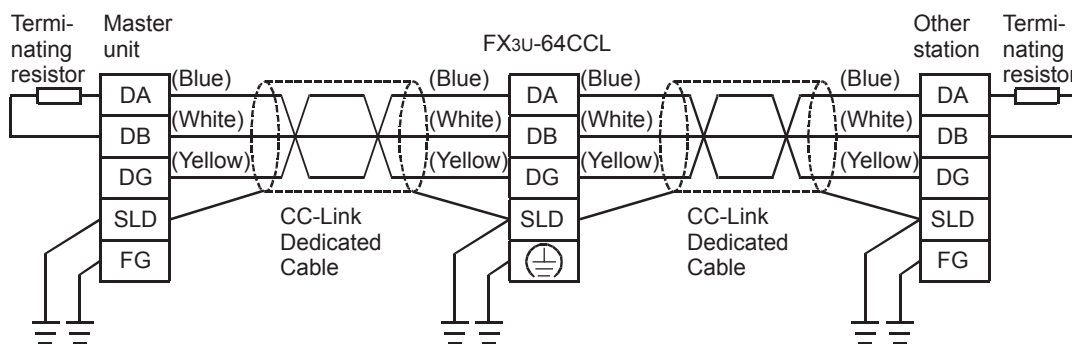 Termi-
nating
resistor
Master
unit
FX3U-64CCL
Other
station
Termi-
nating
resistor
(Blue)
(Blue)
(Blue)
(Blue)
DA
DA
DA
(White)
(White)
(White)
(White)
DB
DB
DB
(Yellow)
(Yellow)
(Yellow)
(Yellow)
DG
DG
DG
SLD
SLD
SLD
CC-Link
Dedicated
Cable
CC-Link
Dedicated
Cable
FG
FG